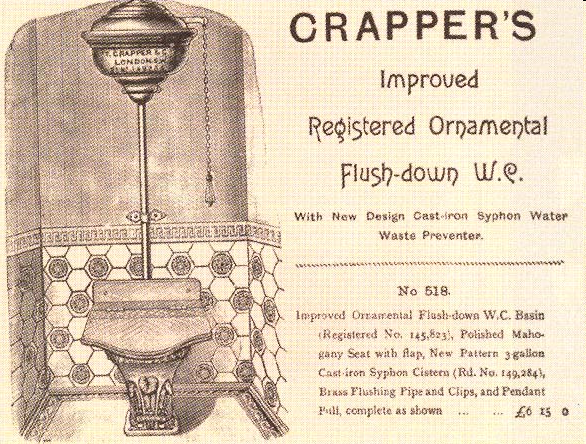 T. CRAPPER & C
LONDON.S.W
CRAPPER'S
Improved
Registered Ornamental
Flush-down W.C.
With New Design Cast-iron Syphon Water
Waste Preventer.
No 518.
Improved Ornamental Flush-down W.C. Basin
(Registered No. 145,823), Polished Maho-
gany Seat with flap, New Pattern 3 gallon
Cast-iron Syphon Cistern (Rd. No. 149,284),
Brass Flushing Pipe and Clips, and Pendant
Pull, complete as shown ... ... £6 15 0